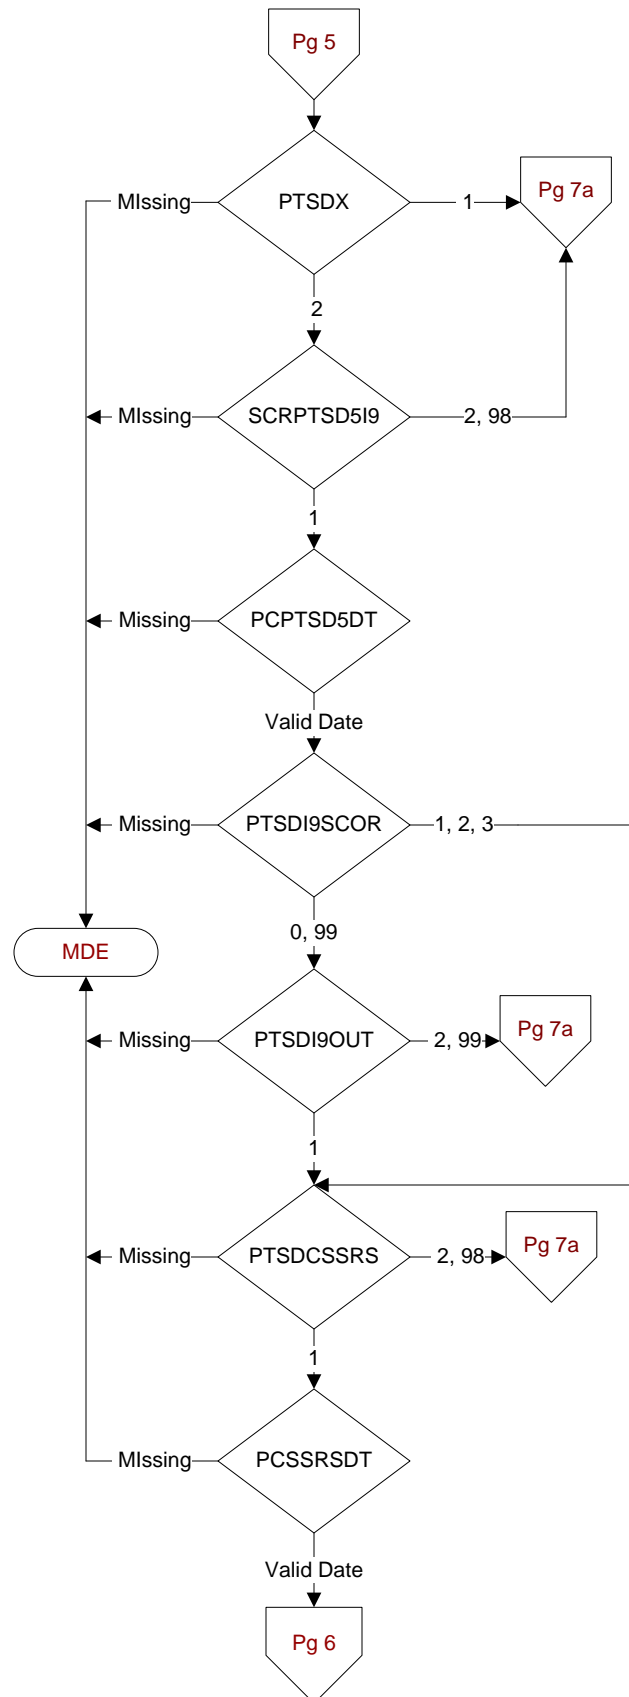 Pg 5
PTSDX
MIssing
1
Pg 7a
2
SCRPTSD5I9
MIssing
2, 98
1
PCPTSD5DT
Missing
Valid Date
PTSDI9SCOR
Missing
1, 2, 3
0, 99
MDE
PTSDI9OUT
Missing
2, 99
Pg 7a
1
PTSDCSSRS
Missing
2, 98
Pg 7a
1
PCSSRSDT
MIssing
Valid Date
Pg 6